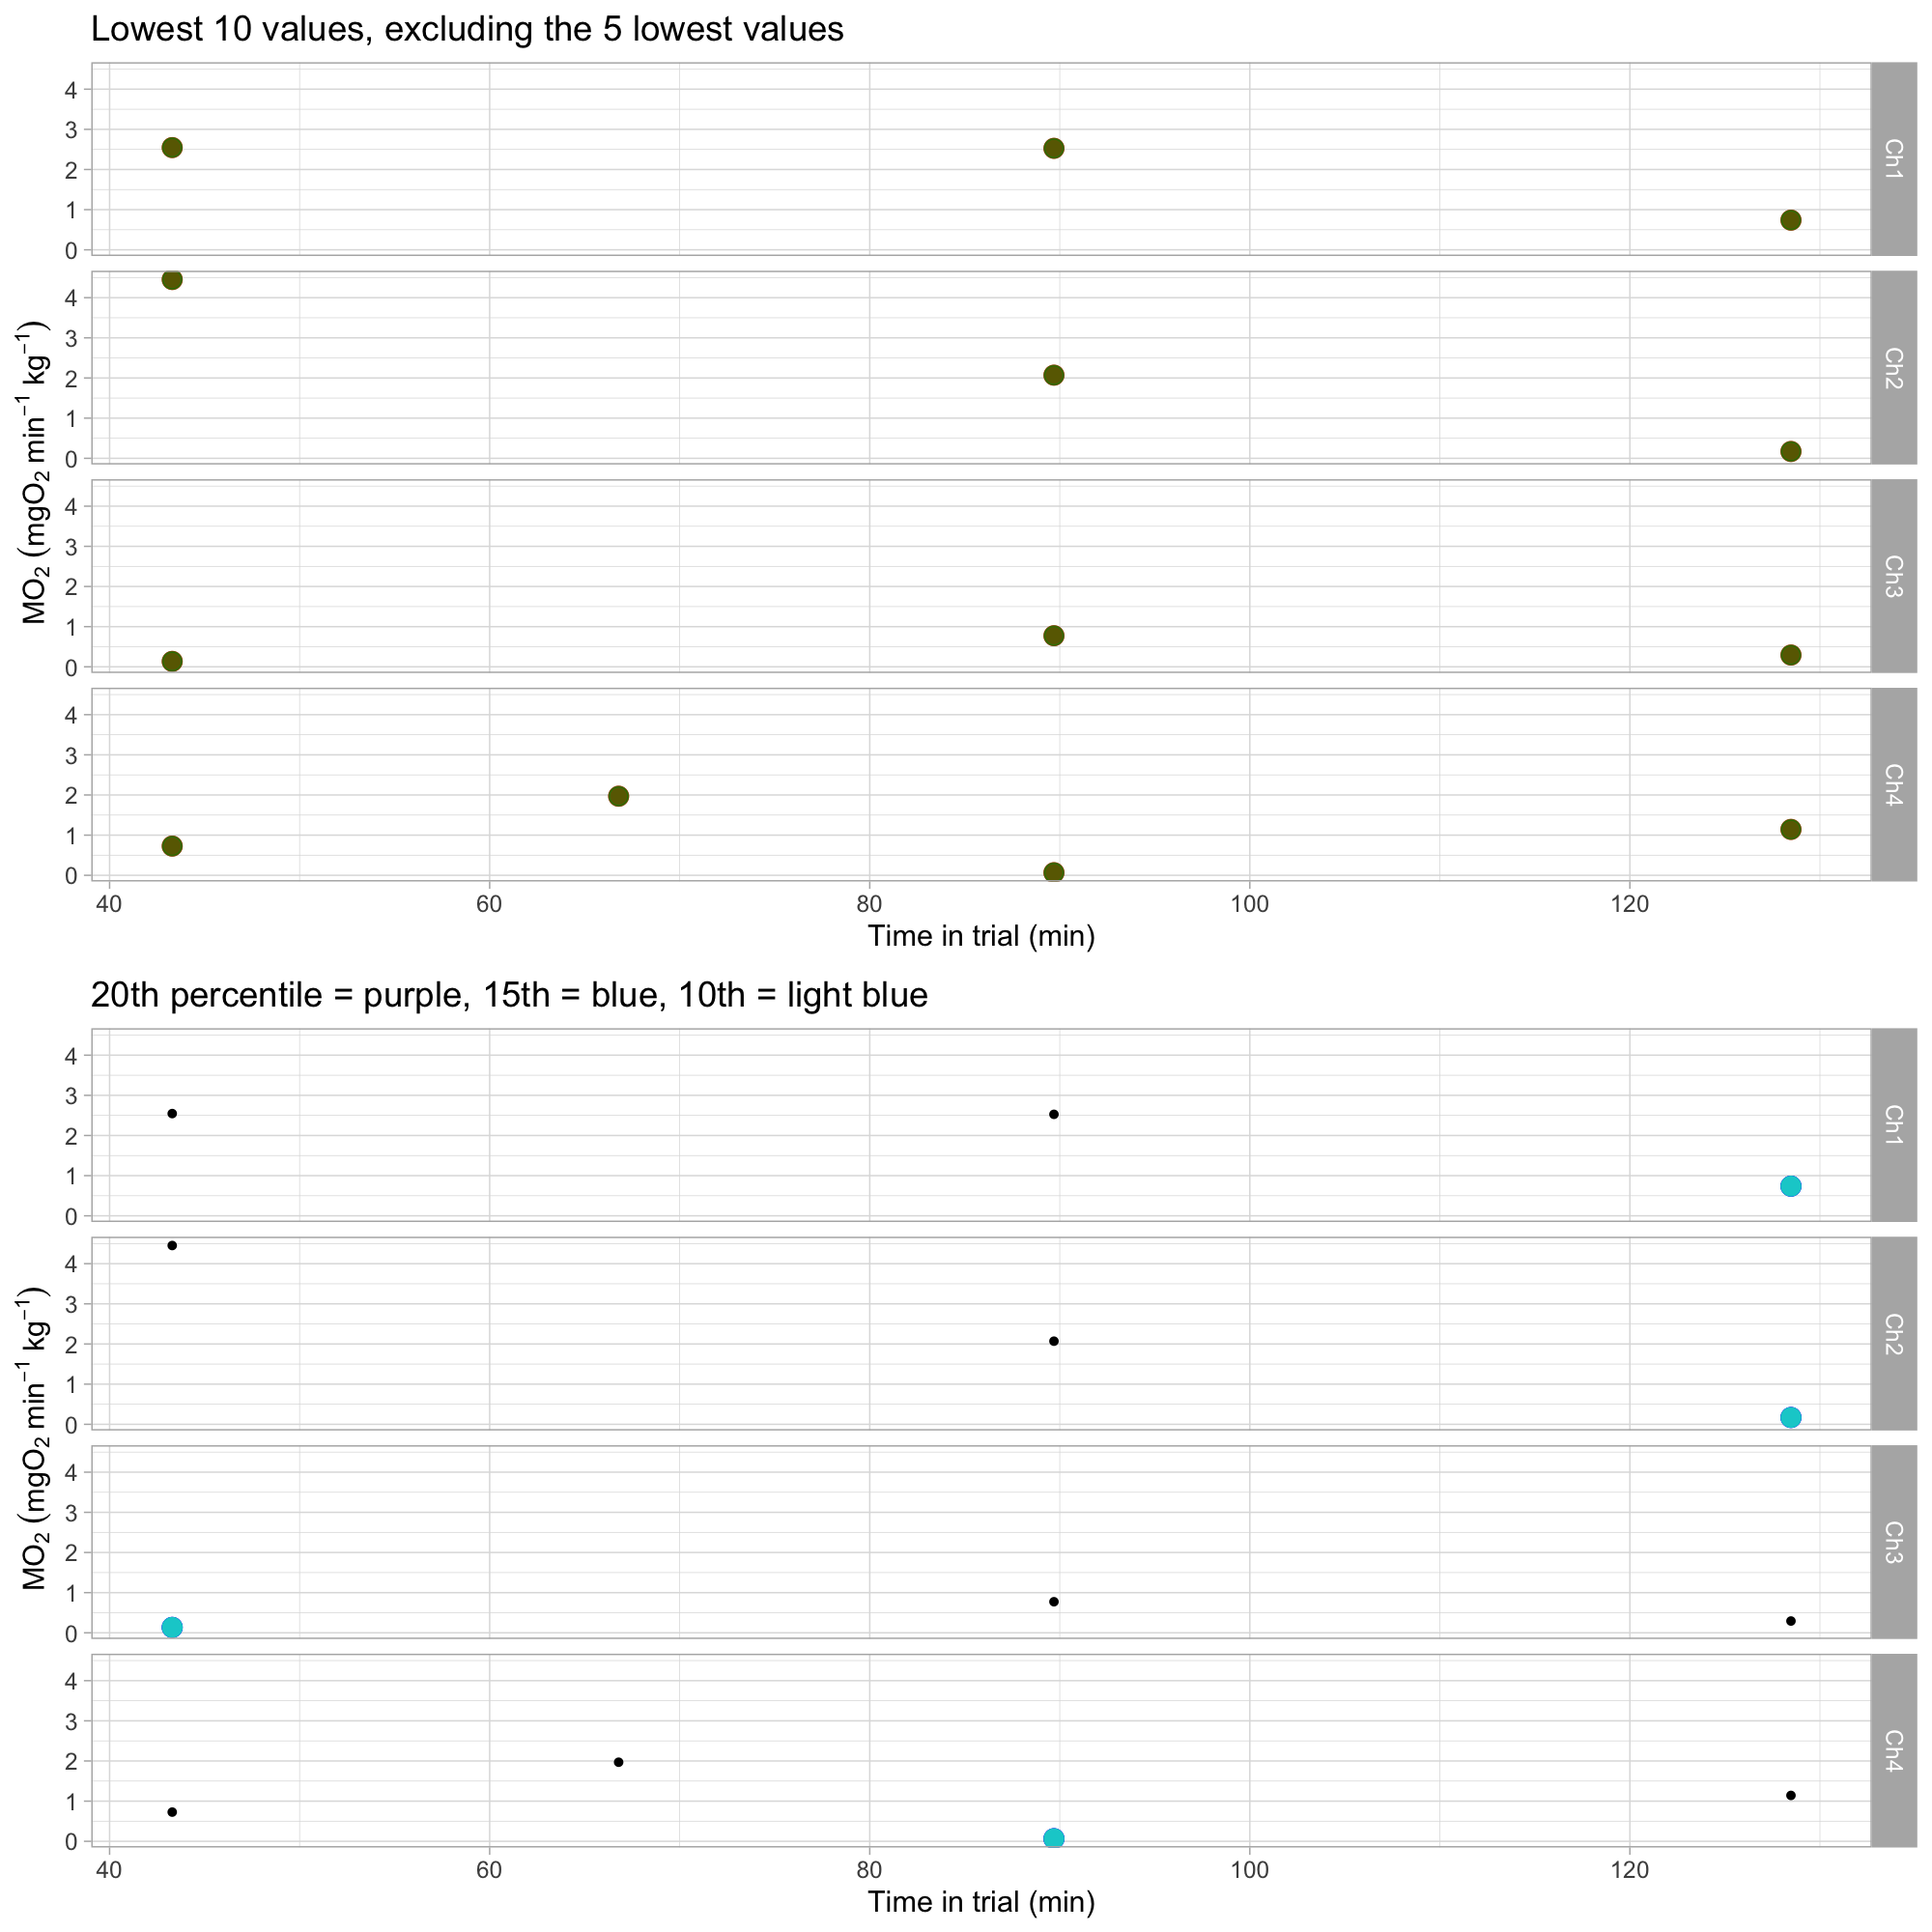 Lowest 10 values, excluding the 5 lowest values
4
3
2
1
0
Ch1
4
3
2
1
0
Ch2
4
3
2
1
0
Ch3
4
3
2
1
0
Ch4
MO₂ (mgO₂ min⁻¹ kg⁻¹)
40 60 80 100 120
Time in trial (min)
20th percentile = purple, 15th = blue, 10th = light blue
4
3
2
1
0
Ch1
4
3
2
1
0
Ch2
4
3
2
1
0
Ch3
4
3
2
1
0
Ch4
MO₂ (mgO₂ min⁻¹ kg⁻¹)
40 60 80 100 120
Time in trial (min)